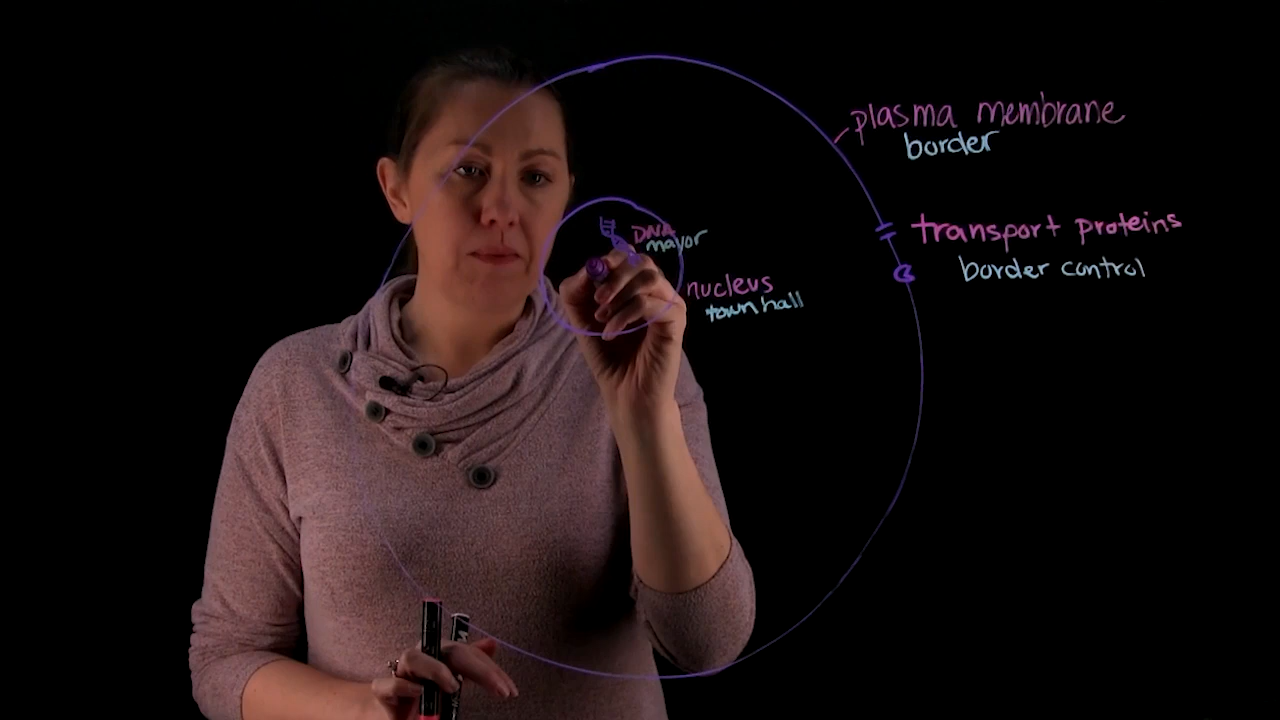 plasma membrane
border
transport proteins
border control
DNA
mayor
nucleus
town hall